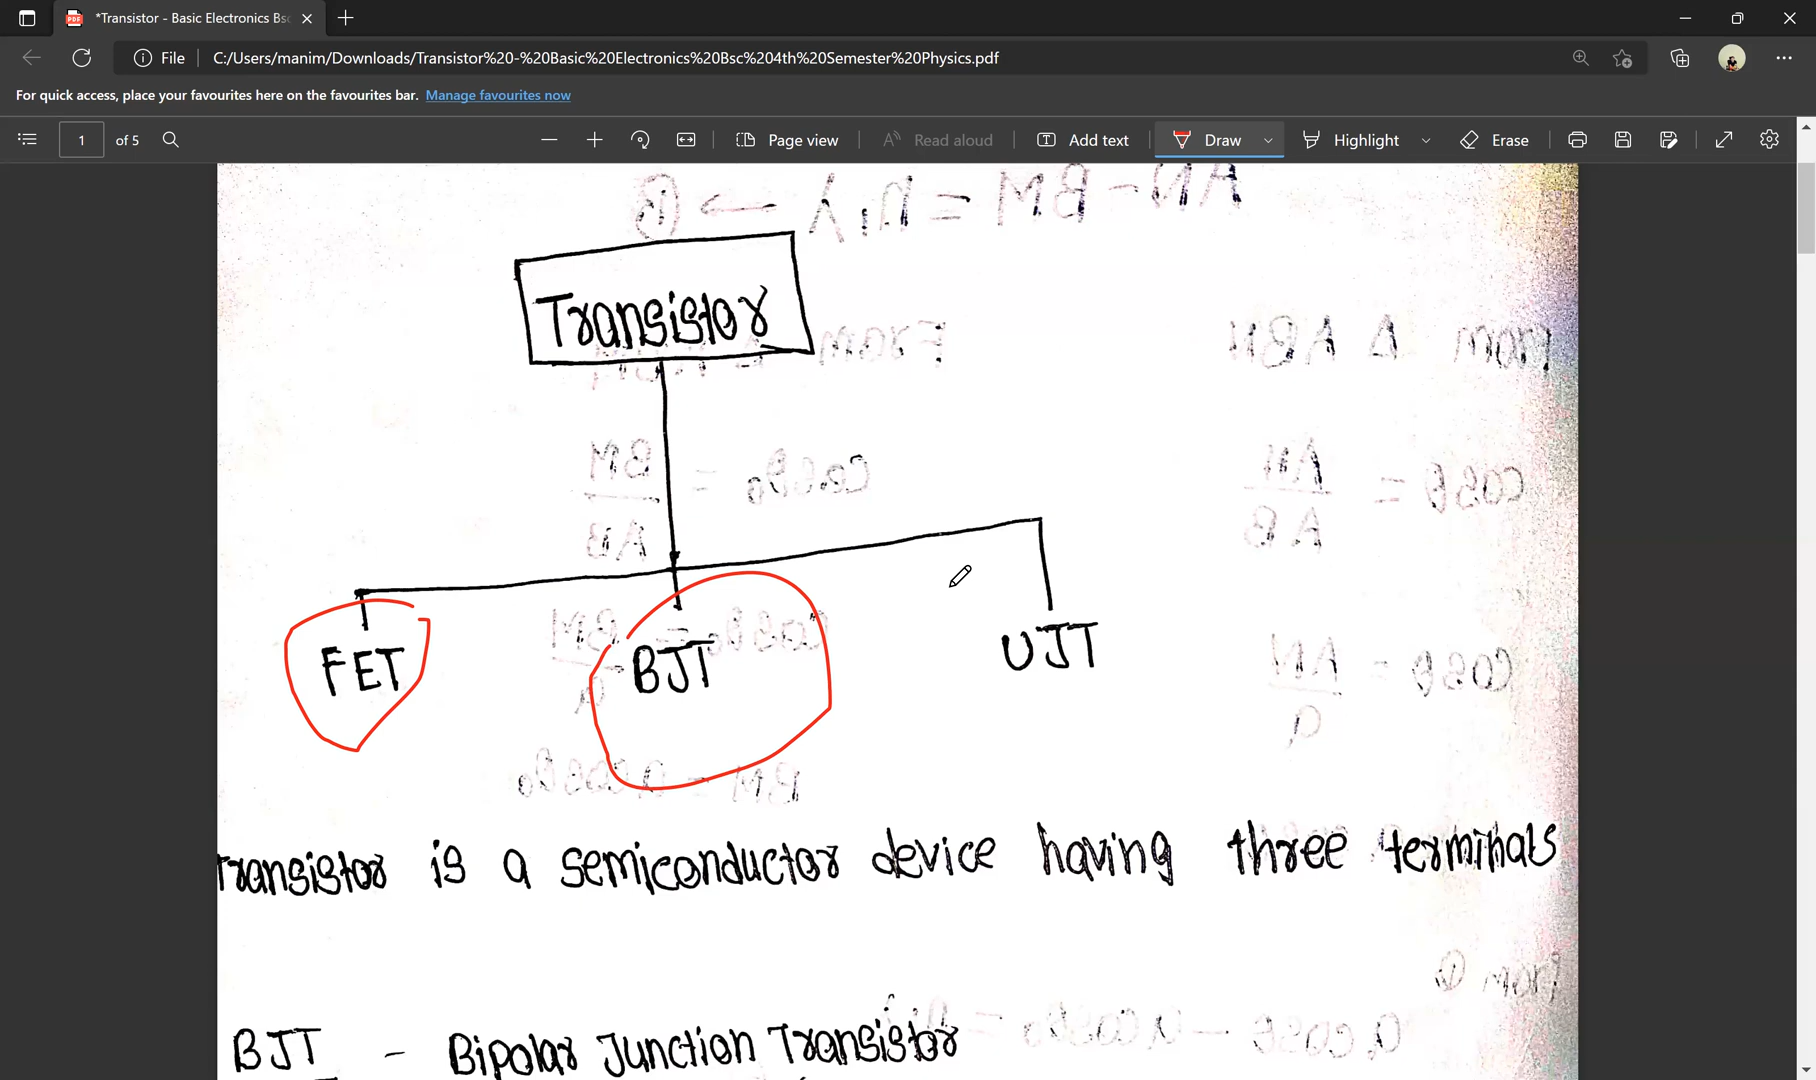 *Transistor - Basic Electronics Bsc
File C:/Users/manim/Downloads/Transistor%20-%20Basic%20Electronics%20Bsc%204th%20Semester%20Physics.pdf
For quick access, place your favourites here on the favourites bar. Manage favourites now
1 of 5 Page view Read aloud Add text Draw Highlight Erase
Transistor
FET BJT UJT
Transistor is a semiconductor device having three terminals
BJT - Bipolar Junction Transistor